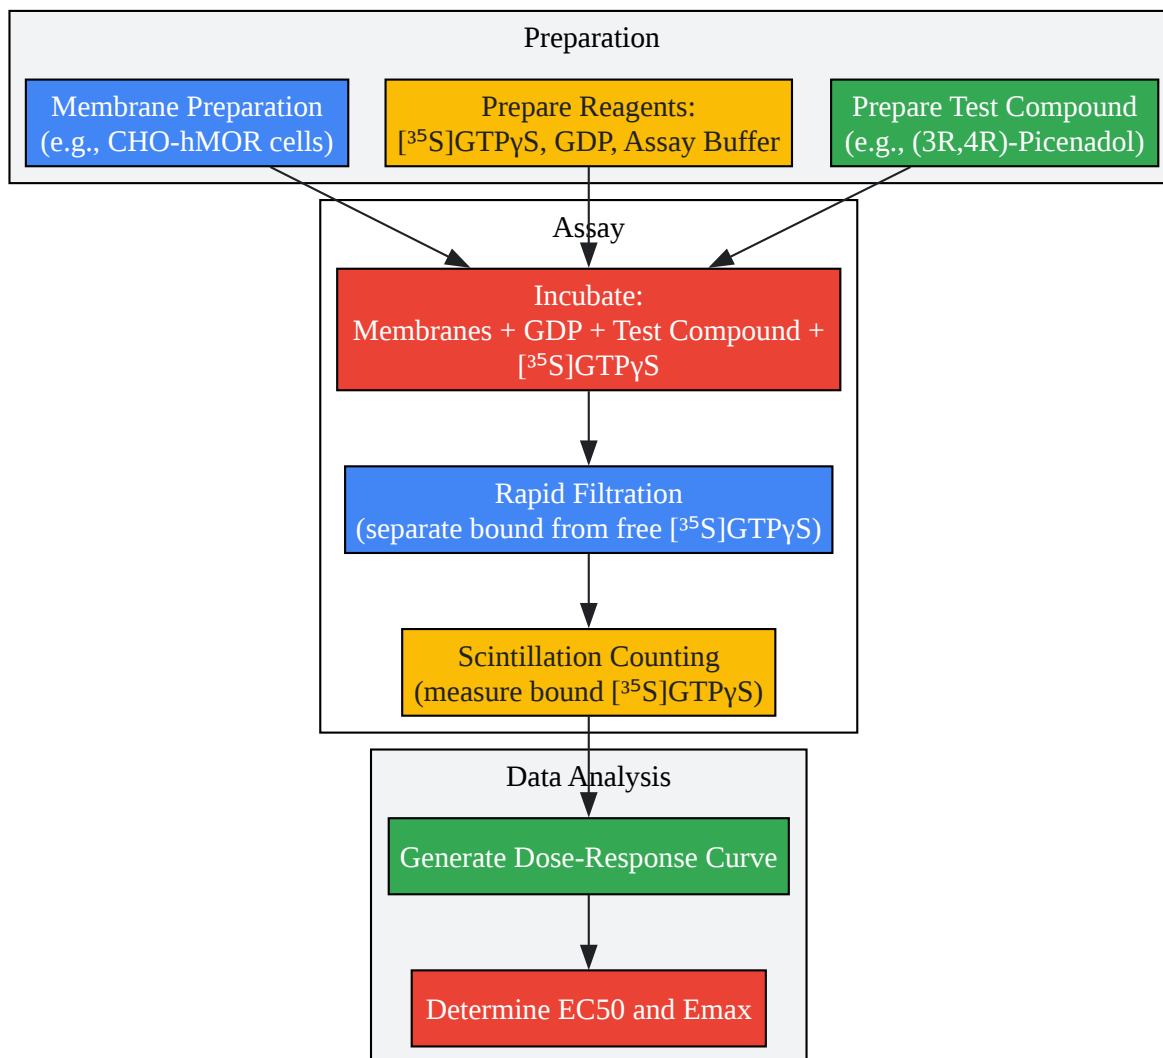 Preparation
Membrane Preparation
(e.g., CHO-hMOR cells)
Prepare Reagents:
[³⁵S]GTPγS, GDP, Assay Buffer
Prepare Test Compound
(e.g., (3R,4R)-Picenadol)
Assay
Incubate:
Membranes + GDP + Test Compound +
[³⁵S]GTPγS
Rapid Filtration
(separate bound from free [³⁵S]GTPγS)
Scintillation Counting
(measure bound [³⁵S]GTPγS)
Data Analysis
Generate Dose-Response Curve
Determine EC50 and Emax